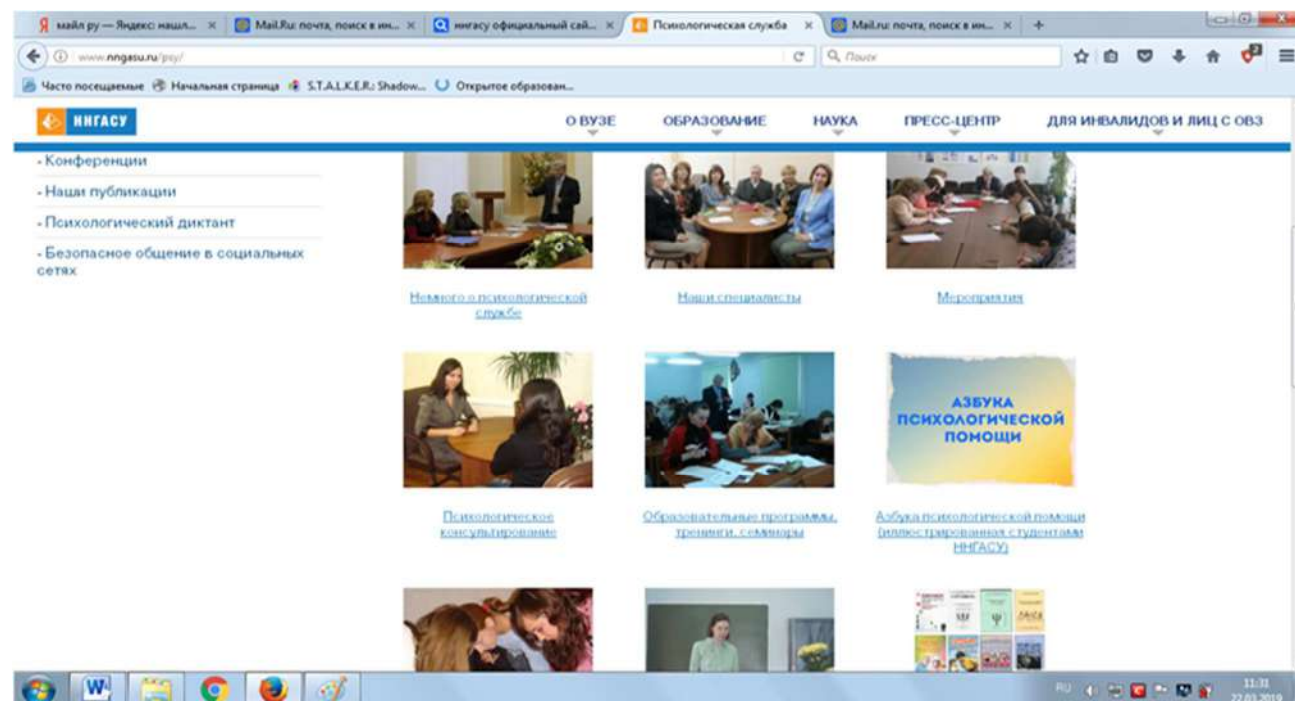 майл ру — Яндекс: нашл...
Mail.Ru: почта, поиск в ин...
ннгасу официальный сай...
Психологическая служба
Mail.ru: почта, поиск в ин...
www.nngasu.ru/psy/
Поиск
Часто посещаемые
Начальная страница
S.T.A.L.K.E.R.: Shadow...
Открытое образован...
ННГАСУ
О ВУЗЕ
ОБРАЗОВАНИЕ
НАУКА
ПРЕСС-ЦЕНТР
ДЛЯ ИНВАЛИДОВ И ЛИЦ С ОВЗ
- Конференции
- Наши публикации
- Психологический диктант
- Безопасное общение в социальных
сетях
Немного о психологической
службе
Наши специалисты
Мероприятия
АЗБУКА
ПСИХОЛОГИЧЕСКОЙ
ПОМОЩИ
Психологическое
консультирование
Образовательные программы,
тренинги, семинары
Азбука психологической помощи
(иллюстрированная студентами
ННГАСУ)
RU
11:31
22.03.2019